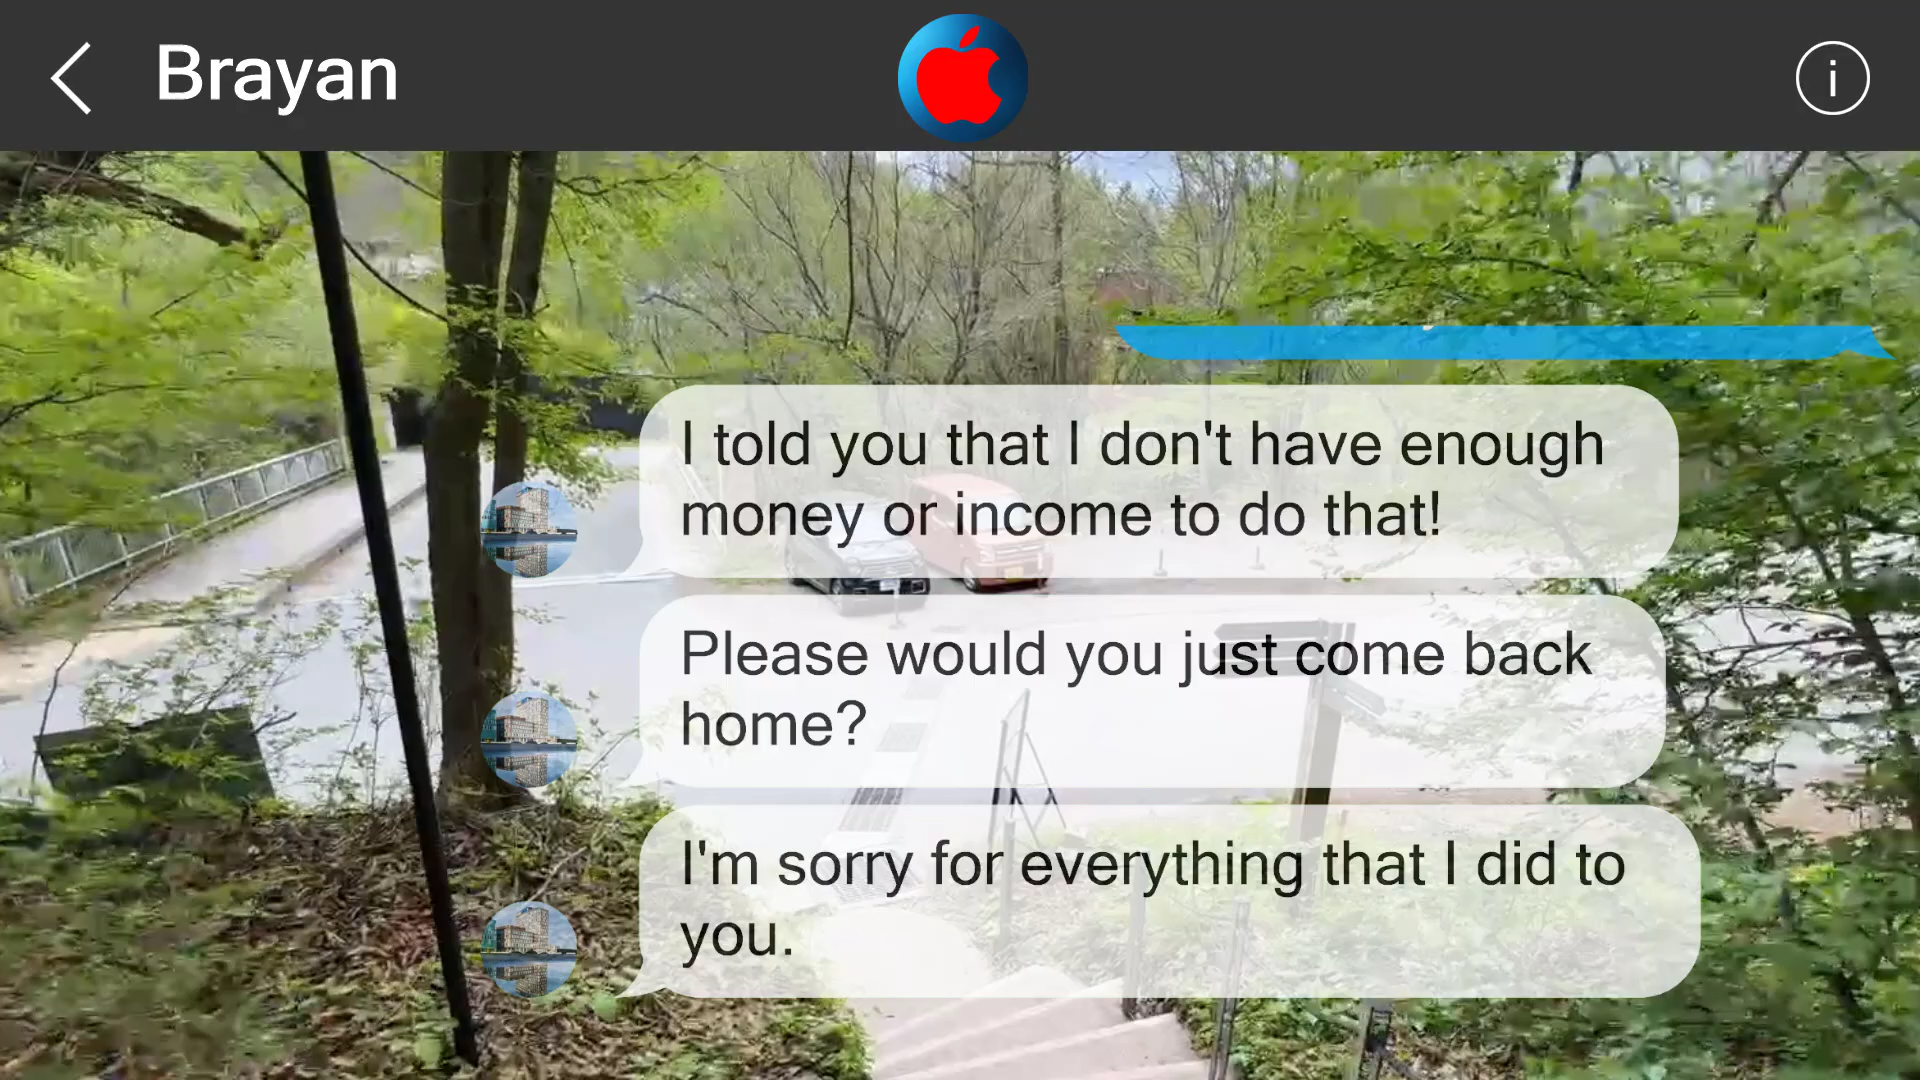 Brayan
i
I told you that I don't have enough
money or income to do that!
Please would you just come back
home?
I'm sorry for everything that I did to
you.